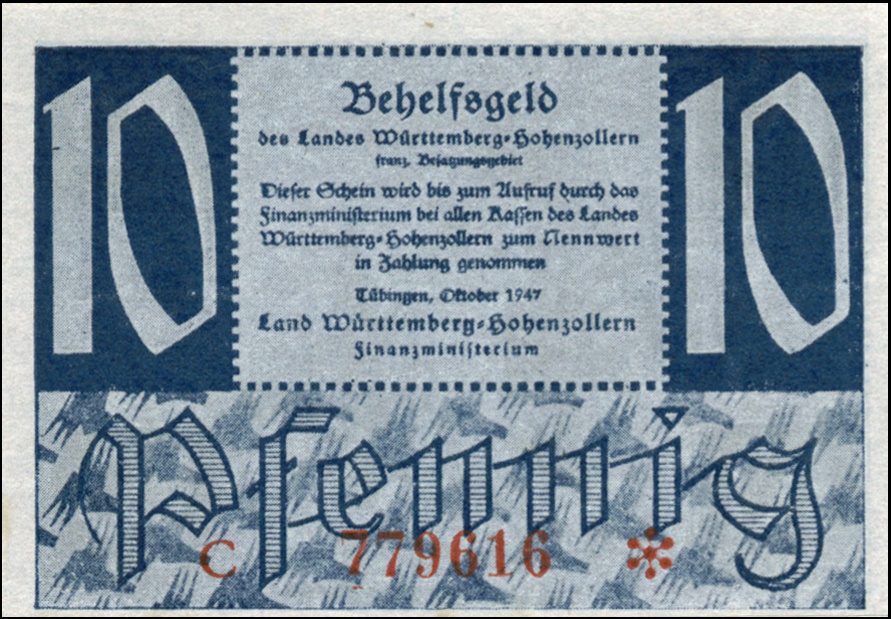 10
10
Behelfsgeld
des Landes Württemberg-Hohenzollern
franz. Besatzungsgebiet
Dieser Schein wird bis zum Aufruf durch das
Finanzministerium bei allen Kassen des Landes
Württemberg-Hohenzollern zum Nennwert
in Zahlung genommen
Tübingen, Oktober 1947
Land Württemberg-Hohenzollern
Finanzministerium
Pfennig
C 779616 *